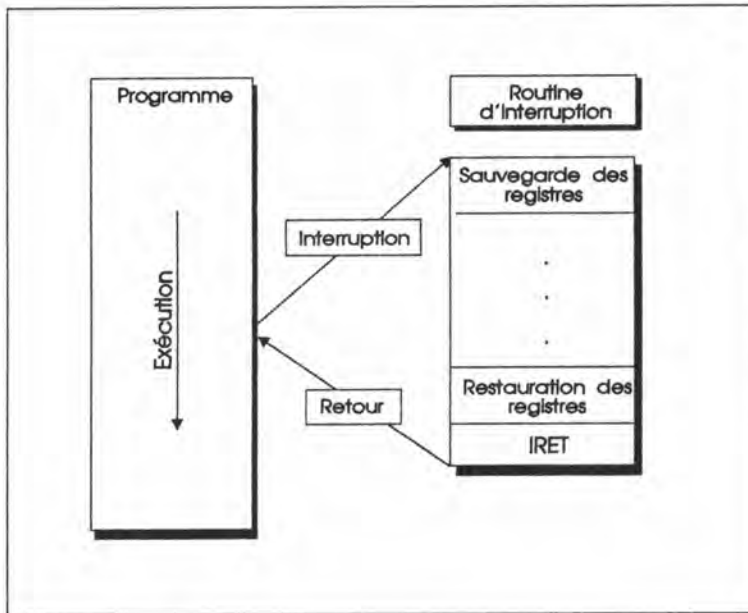 Programme
Routine
d'Interruption
Sauvegarde des
registres
Interruption
Exécution
Restauration des
registres
Retour
IRET